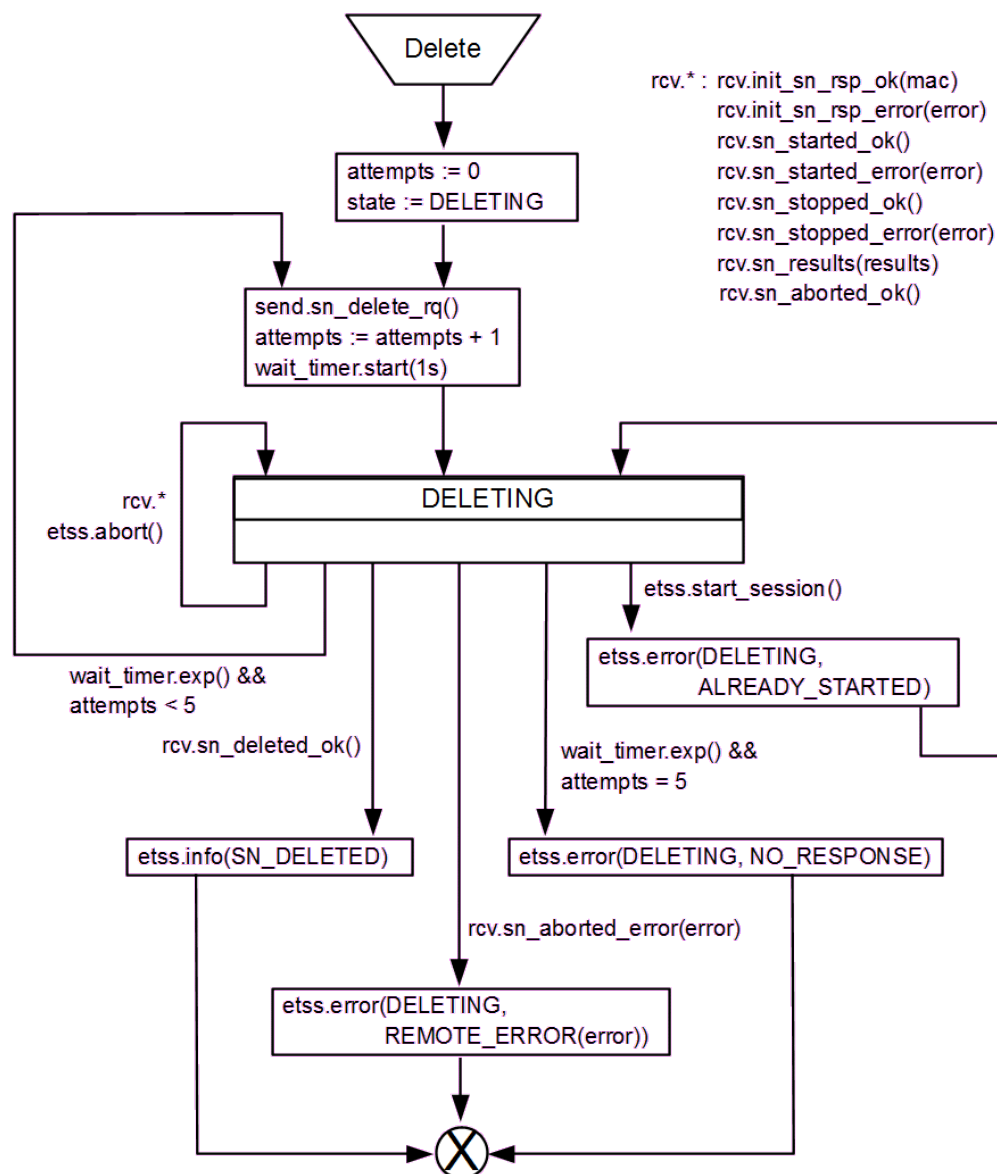 Delete
rcv.* : rcv.init_sn_rsp_ok(mac)
rcv.init_sn_rsp_error(error)
rcv.sn_started_ok()
rcv.sn_started_error(error)
rcv.sn_stopped_ok()
rcv.sn_stopped_error(error)
rcv.sn_results(results)
rcv.sn_aborted_ok()
attempts := 0
state := DELETING
send.sn_delete_rq()
attempts := attempts + 1
wait_timer.start(1s)
DELETING
rcv.*
etss.abort()
etss.start_session()
etss.error(DELETING,
ALREADY_STARTED)
wait_timer.exp() &&
attempts < 5
rcv.sn_deleted_ok()
wait_timer.exp() &&
attempts = 5
etss.info(SN_DELETED)
etss.error(DELETING, NO_RESPONSE)
rcv.sn_aborted_error(error)
etss.error(DELETING,
REMOTE_ERROR(error))
X